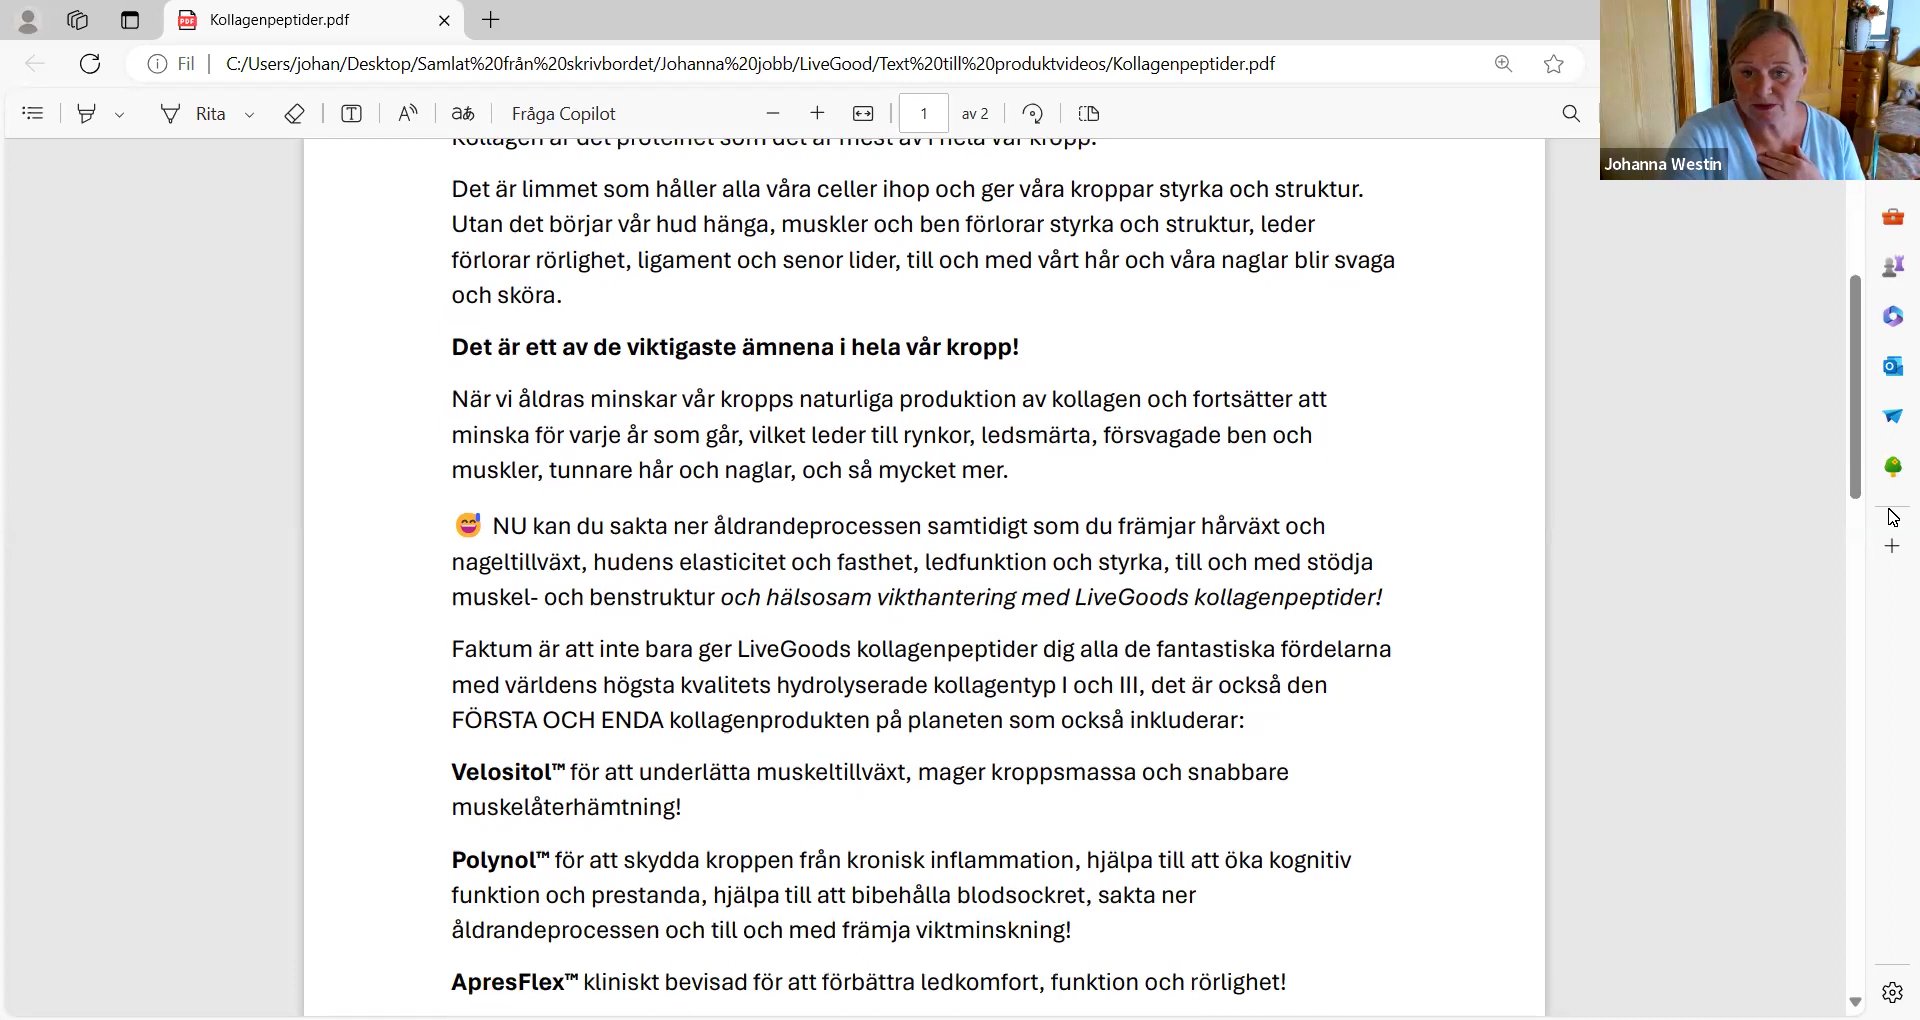 Kollagenpeptider.pdf
Fil
C:/Users/johan/Desktop/Samlat%20från%20skrivbordet/Johanna%20jobb/LiveGood/Text%20till%20produktvideos/Kollagenpeptider.pdf
Rita
Fråga Copilot
1
av 2
Johanna Westin
Kollagen är det proteinet som det är mest av i hela vår kropp.
Det är limmet som håller alla våra celler ihop och ger våra kroppar styrka och struktur.
Utan det börjar vår hud hänga, muskler och ben förlorar styrka och struktur, leder
förlorar rörlighet, ligament och senor lider, till och med vårt hår och våra naglar blir svaga
och sköra.
Det är ett av de viktigaste ämnena i hela vår kropp!
När vi åldras minskar vår kropps naturliga produktion av kollagen och fortsätter att
minska för varje år som går, vilket leder till rynkor, ledsmärta, försvagade ben och
muskler, tunnare hår och naglar, och så mycket mer.
😅 NU kan du sakta ner åldrandeprocessen samtidigt som du främjar hårväxt och
nageltillväxt, hudens elasticitet och fasthet, ledfunktion och styrka, till och med stödja
muskel- och benstruktur och hälsosam vikthantering med LiveGoods kollagenpeptider!
Faktum är att inte bara ger LiveGoods kollagenpeptider dig alla de fantastiska fördelarna
med världens högsta kvalitets hydrolyserade kollagentyp I och III, det är också den
FÖRSTA OCH ENDA kollagenprodukten på planeten som också inkluderar:
Velositol™ för att underlätta muskeltillväxt, mager kroppsmassa och snabbare
muskelåterhämtning!
Polynol™ för att skydda kroppen från kronisk inflammation, hjälpa till att öka kognitiv
funktion och prestanda, hjälpa till att bibehålla blodsockret, sakta ner
åldrandeprocessen och till och med främja viktminskning!
ApresFlex™ kliniskt bevisad för att förbättra ledkomfort, funktion och rörlighet!